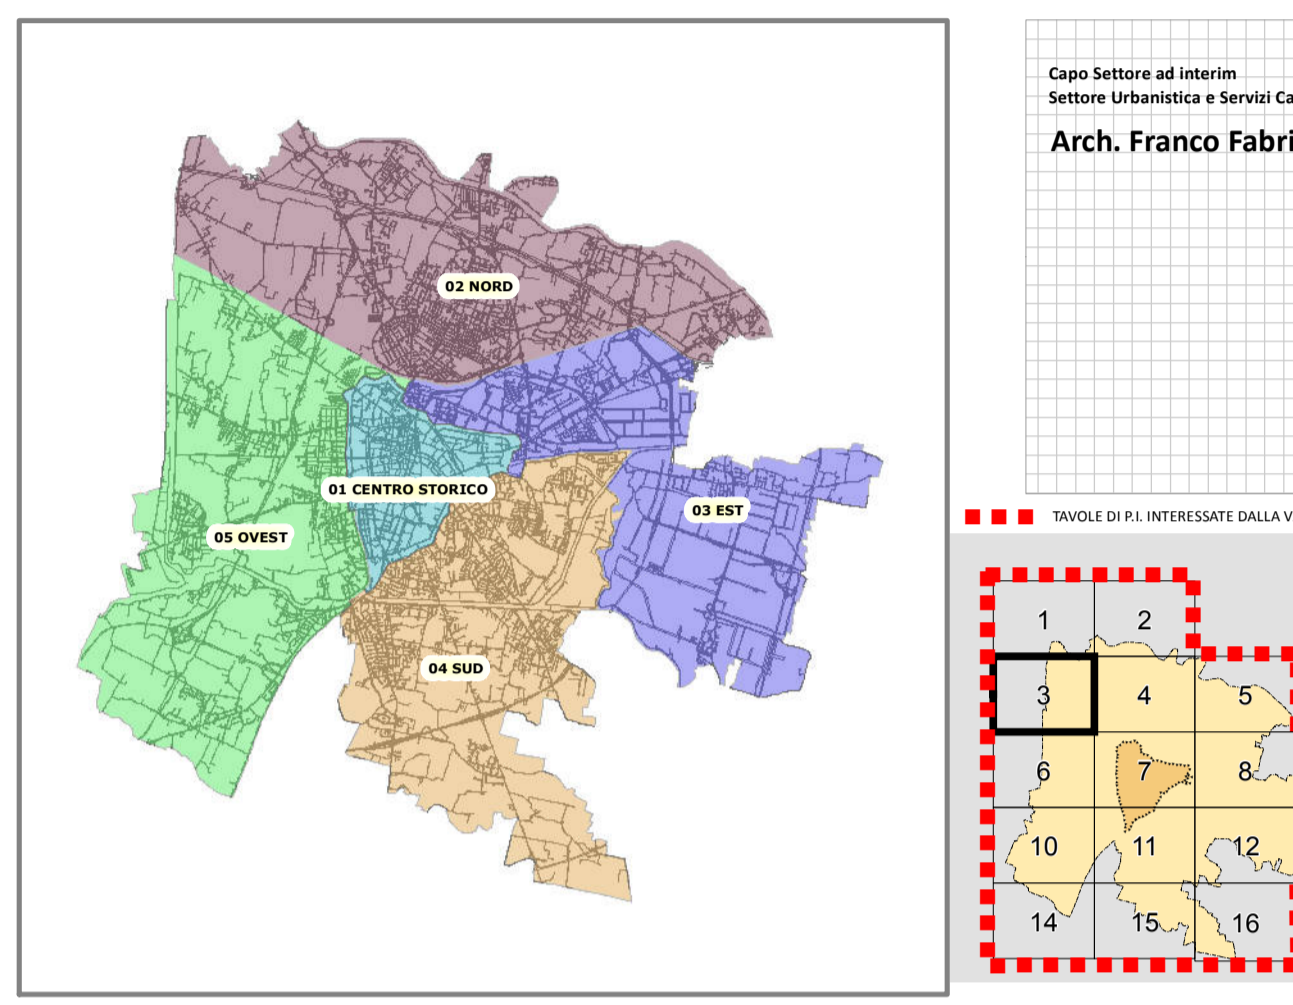 02 NORD
01 CENTRO STORICO
03 EST
05 OVEST
04 SUD
Capo Settore ad interim
Settore Urbanistica e Servizi Ca
Arch. Franco Fabri
TAVOLE DI P.I. INTERESSATE DALLA V
1
2
3
4
5
6
7
8
10
11
12
14
15
16